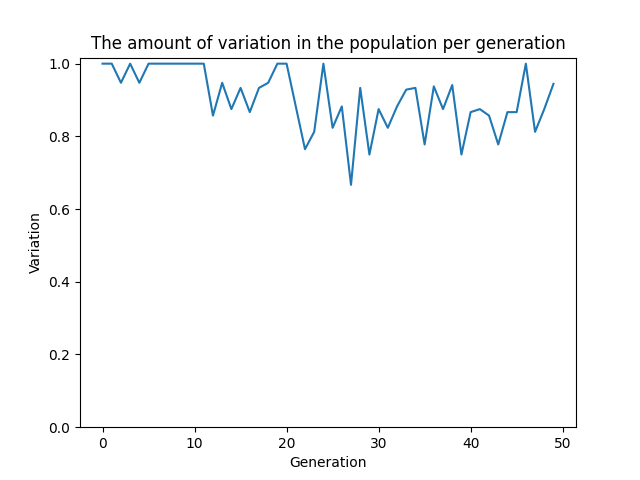 The amount of variation in the population per generation
1.0
0.8
0.6
0.4
0.2
0.0
Variation
0 10 20 30 40 50
Generation